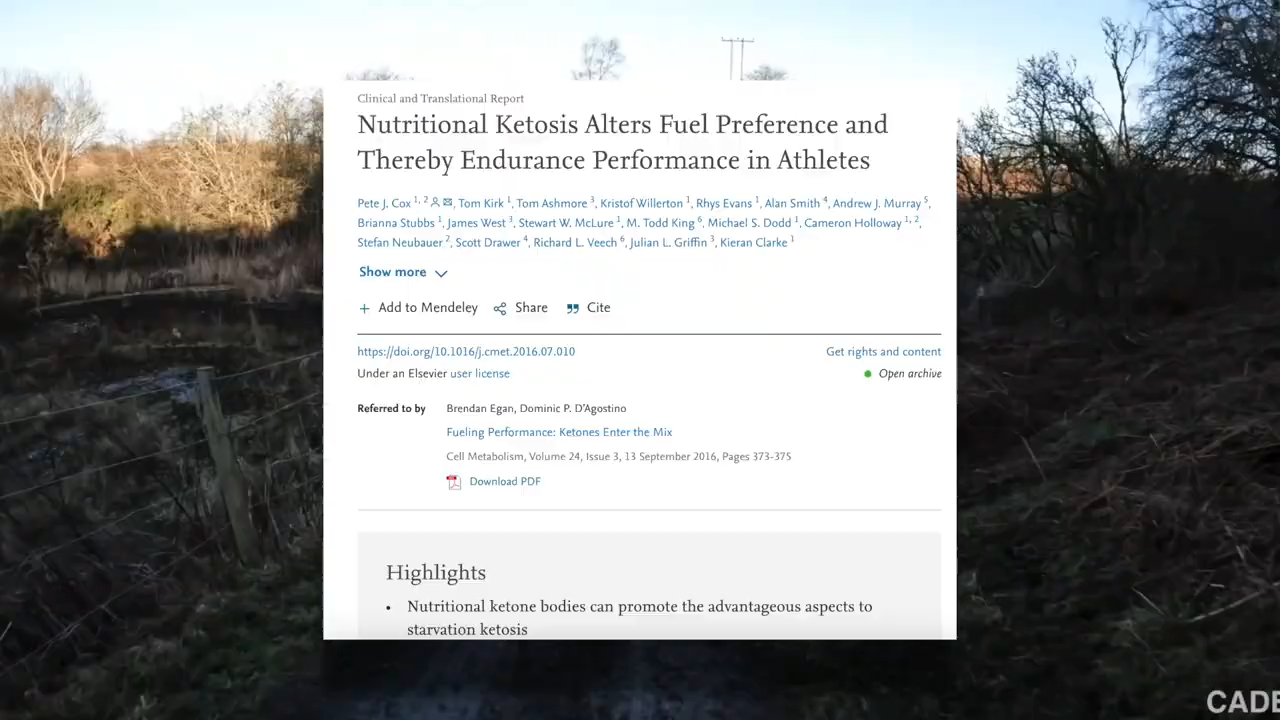 Clinical and Translational Report
Nutritional Ketosis Alters Fuel Preference and
Thereby Endurance Performance in Athletes
Pete J. Cox 1, 2, Tom Kirk 1, Tom Ashmore 3, Kristof Willerton 1, Rhys Evans 1, Alan Smith 4, Andrew J. Murray 5,
Brianna Stubbs 1, James West 3, Stewart W. McLure 1, M. Todd King 6, Michael S. Dodd 1, Cameron Holloway 1, 2,
Stefan Neubauer 2, Scott Drawer 4, Richard L. Veech 6, Julian L. Griffin 3, Kieran Clarke 1
Show more
+ Add to Mendeley Share Cite
https://doi.org/10.1016/j.cmet.2016.07.010 Get rights and content
Under an Elsevier user license Open archive
Referred to by Brendan Egan, Dominic P. D'Agostino
Fueling Performance: Ketones Enter the Mix
Cell Metabolism, Volume 24, Issue 3, 13 September 2016, Pages 373-375
Download PDF
Highlights
• Nutritional ketone bodies can promote the advantageous aspects to
starvation ketosis
CADE